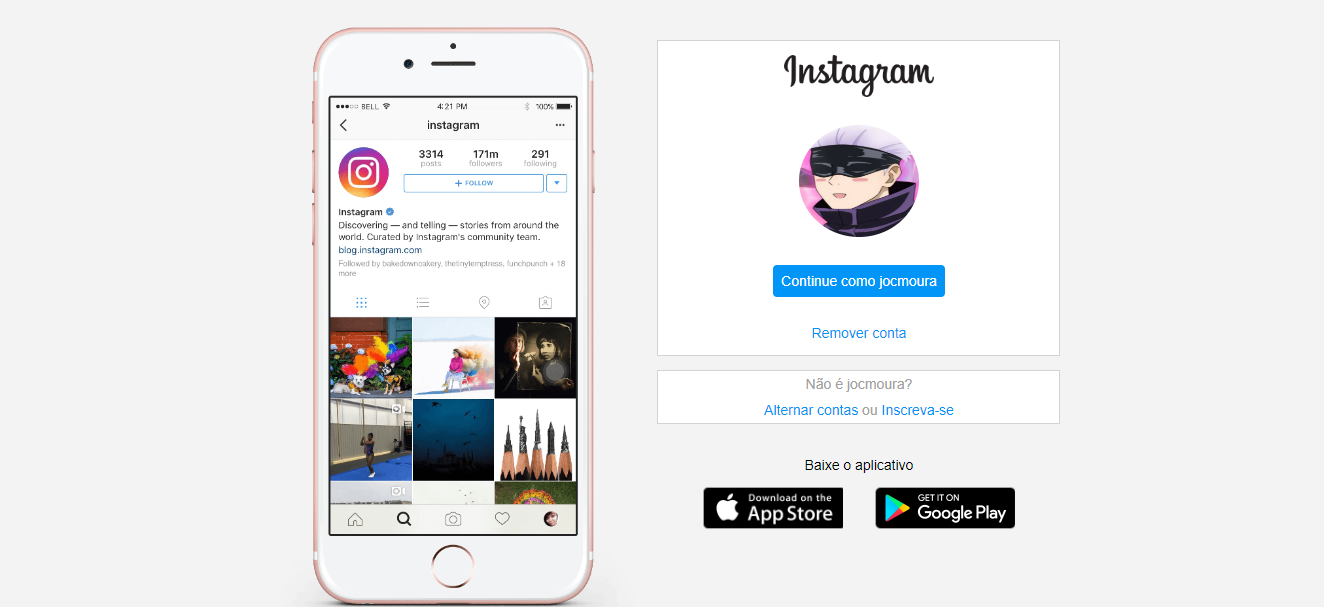 ●●●○○ BELL 4:21 PM 100%
instagram
3314 171m 291
posts followers following
+ FOLLOW
Instagram
Discovering — and telling — stories from around the
world. Curated by Instagram's community team.
blog.instagram.com
Followed by bakedownoakery, thetinytemptress, funchpunch + 18
more
Instagram
Continue como jocmoura
Remover conta
Não é jocmoura?
Alternar contas ou Inscreva-se
Baixe o aplicativo
Download on the
App Store
GET IT ON
Google Play